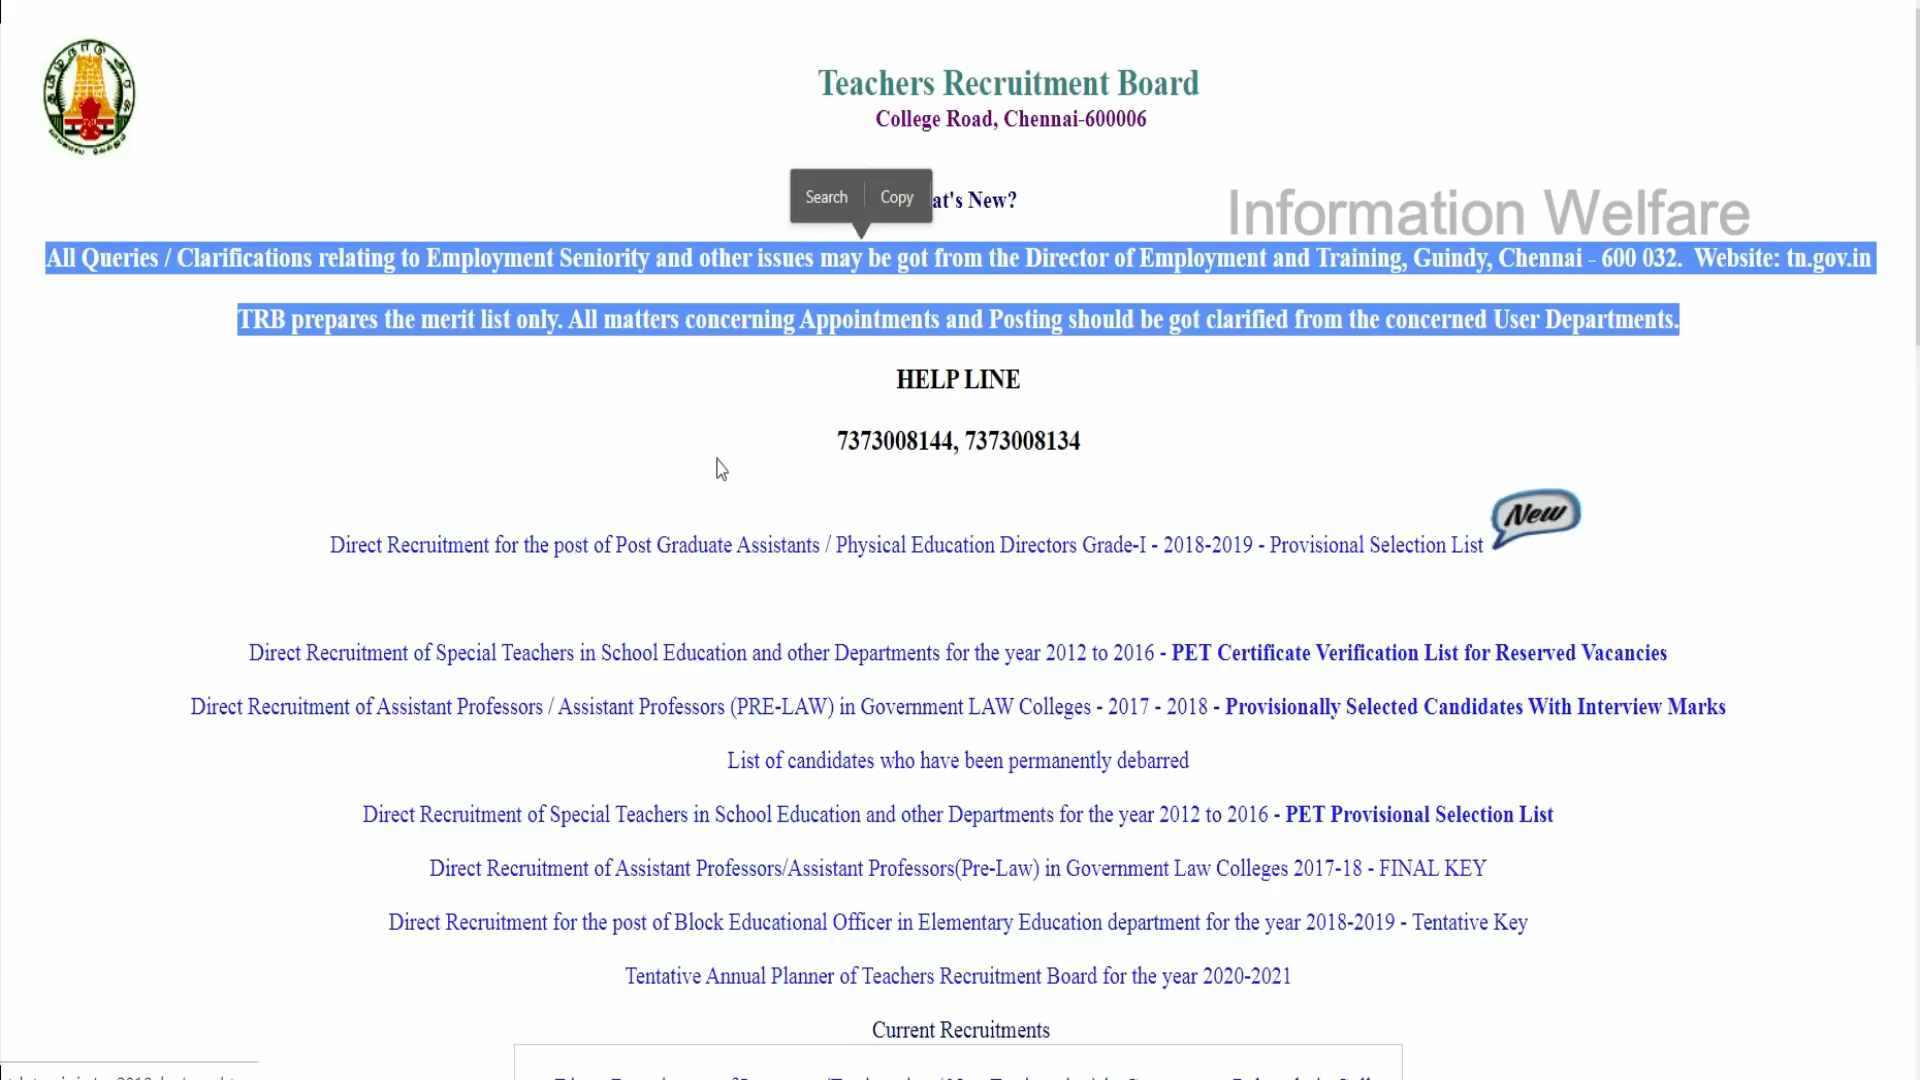 Teachers Recruitment Board
College Road, Chennai-600006
Search Copy
at's New?
Information Welfare
All Queries / Clarifications relating to Employment Seniority and other issues may be got from the Director of Employment and Training, Guindy, Chennai - 600 032.  Website: tn.gov.in
TRB prepares the merit list only. All matters concerning Appointments and Posting should be got clarified from the concerned User Departments.
HELP LINE
7373008144, 7373008134
New
Direct Recruitment for the post of Post Graduate Assistants / Physical Education Directors Grade-I - 2018-2019 - Provisional Selection List
Direct Recruitment of Special Teachers in School Education and other Departments for the year 2012 to 2016 - PET Certificate Verification List for Reserved Vacancies
Direct Recruitment of Assistant Professors / Assistant Professors (PRE-LAW) in Government LAW Colleges - 2017 - 2018 - Provisionally Selected Candidates With Interview Marks
List of candidates who have been permanently debarred
Direct Recruitment of Special Teachers in School Education and other Departments for the year 2012 to 2016 - PET Provisional Selection List
Direct Recruitment of Assistant Professors/Assistant Professors(Pre-Law) in Government Law Colleges 2017-18 - FINAL KEY
Direct Recruitment for the post of Block Educational Officer in Elementary Education department for the year 2018-2019 - Tentative Key
Tentative Annual Planner of Teachers Recruitment Board for the year 2020-2021
Current Recruitments